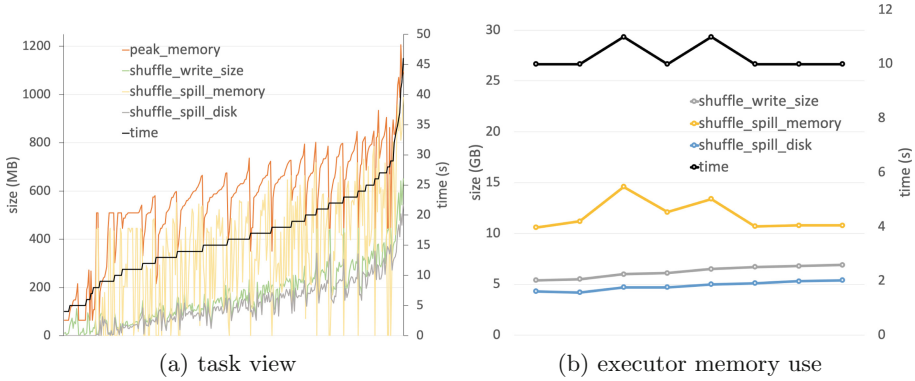 1200
1000
800
600
400
200
0
size (MB)
peak_memory
shuffle_write_size
shuffle_spill_memory
shuffle_spill_disk
time
50
45
40
35
30
25
20
15
10
5
0
time (s)
(a) task view
30
25
20
15
10
5
0
size (GB)
shuffle_write_size
shuffle_spill_memory
shuffle_spill_disk
time
12
10
8
6
4
2
0
time (s)
(b) executor memory use